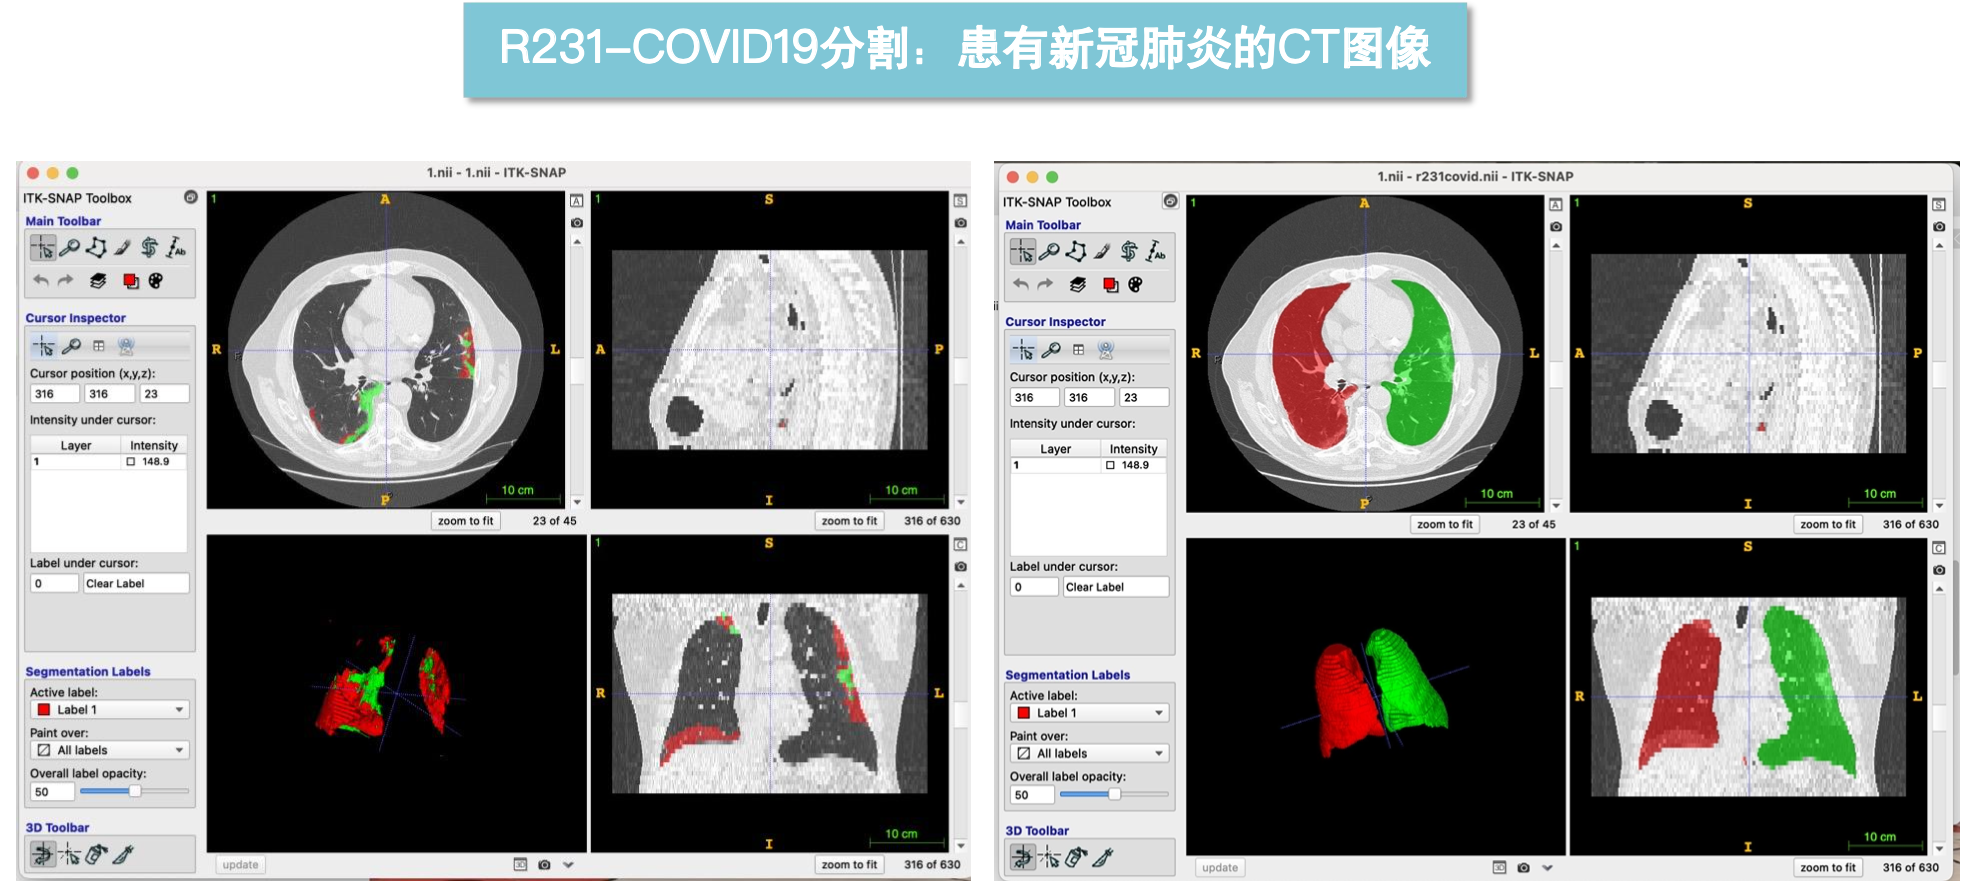 R231-COVID19分割：患有新冠肺炎的CT图像
1.nii - 1.nii - ITK-SNAP
ITK-SNAP Toolbox
Main Toolbar
Cursor Inspector
Cursor position (x,y,z):
316 316 23
Intensity under cursor:
Layer Intensity
1 148.9
Label under cursor:
0 Clear Label
Segmentation Labels
Active label:
Label 1
Paint over:
All labels
Overall label opacity:
50
3D Toolbar
1
A
R
L
P
10 cm
zoom to fit 23 of 45
1
S
A
P
I
10 cm
zoom to fit 316 of 630
update
1
S
R
L
I
10 cm
zoom to fit 316 of 630
1.nii - r231covid.nii - ITK-SNAP
ITK-SNAP Toolbox
Main Toolbar
Cursor Inspector
Cursor position (x,y,z):
316 316 23
Intensity under cursor:
Layer Intensity
1 148.9
Label under cursor:
0 Clear Label
Segmentation Labels
Active label:
Label 1
Paint over:
All labels
Overall label opacity:
50
3D Toolbar
1
A
R
L
P
10 cm
zoom to fit 23 of 45
1
S
A
P
I
10 cm
zoom to fit 316 of 630
update
1
S
R
L
I
10 cm
zoom to fit 316 of 630